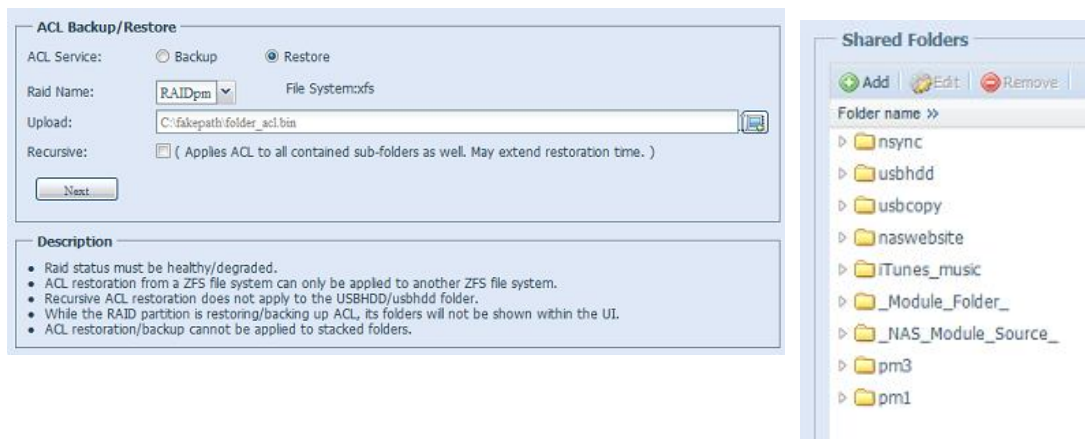 ACL Backup/Restore
ACL Service: Backup Restore
Raid Name: RAIDpm File System:xfs
Upload: C:\fakepath\folder_acl.bin
Recursive: ( Applies ACL to all contained sub-folders as well. May extend restoration time. )
Next
Description
• Raid status must be healthy/degraded.
• ACL restoration from a ZFS file system can only be applied to another ZFS file system.
• Recursive ACL restoration does not apply to the USBHDD/usbhdd folder.
• While the RAID partition is restoring/backing up ACL, its folders will not be shown within the UI.
• ACL restoration/backup cannot be applied to stacked folders.
Shared Folders
Add Edit Remove
Folder name »
nsync
usbhdd
usbcopy
naswebsite
iTunes_music
_Module_Folder_
_NAS_Module_Source_
pm3
pm1